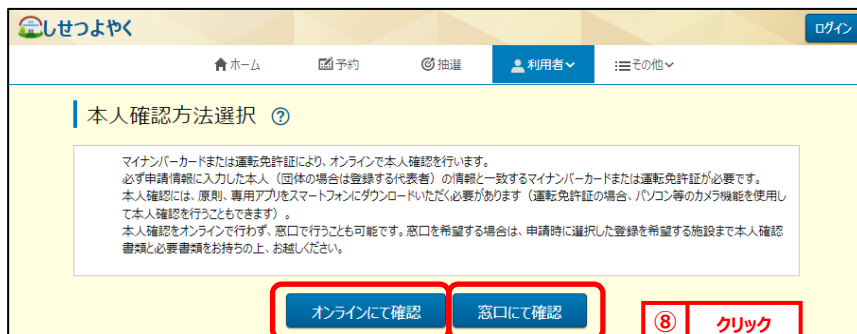 しせつよやく
ログイン
ホーム 予約 抽選 利用者 その他
本人確認方法選択 ?
マイナンバーカードまたは運転免許証により、オンラインで本人確認を行います。
必ず申請情報に入力した本人（団体の場合は登録する代表者）の情報と一致するマイナンバーカードまたは運転免許証が必要です。
本人確認には、原則、専用アプリをスマートフォンにダウンロードいただく必要があります（運転免許証の場合、パソコン等のカメラ機能を使用し
て本人確認を行うこともできます）。
本人確認をオンラインで行わず、窓口で行うことも可能です。窓口を希望する場合は、申請時に選択した登録を希望する施設まで本人確認
書類と必要書類をお持ちの上、お越しください。
オンラインにて確認 窓口にて確認
⑧ クリック